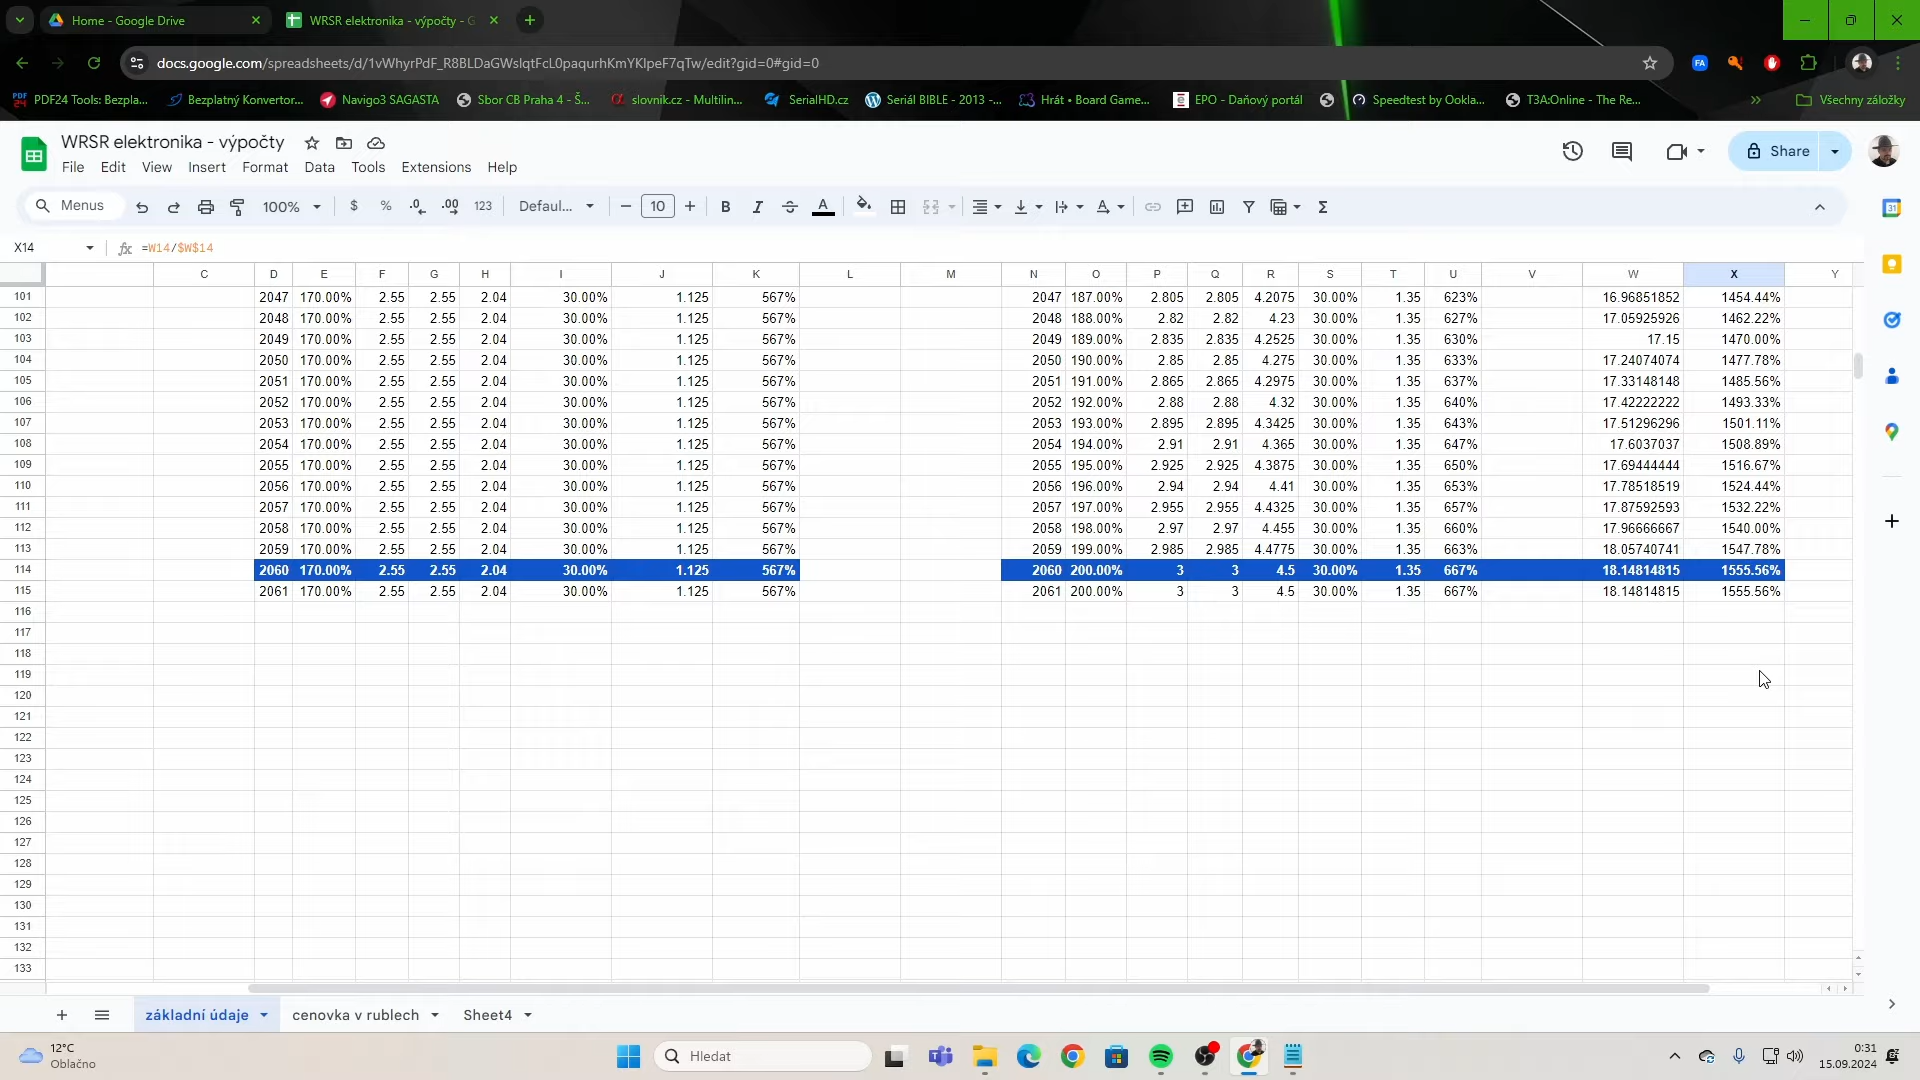 Home - Google Drive
WRSR elektronika - výpočty - G
docs.google.com/spreadsheets/d/1vWhyrPdF_R8BLDaGWslqtFcL0paqurhKmYKlpeF7qTw/edit?gid=0#gid=0
PDF24 Tools: Bezpla... Bezplatný Konvertor... Navigo3 SAGASTA Sbor CB Praha 4 - Š... slovnik.cz - Multilin... SerialHD.cz Seriál BIBLE - 2013 -... Hrát • Board Game... EPO - Daňový portál Speedtest by Ookla... T3A:Online - The Re... Všechny záložky
WRSR elektronika - výpočty
File Edit View Insert Format Data Tools Extensions Help
Share
Menus 100% $ % .0 .00 123 Defaul... 10 B I A Σ
X14 fx =W14/$W$14
C D E F G H I J K L M N O P Q R S T U V W X Y
101 2047 170.00% 2.55 2.55 2.04 30.00% 1.125 567% 2047 187.00% 2.805 2.805 4.2075 30.00% 1.35 623% 16.96851852 1454.44%
102 2048 170.00% 2.55 2.55 2.04 30.00% 1.125 567% 2048 188.00% 2.82 2.82 4.23 30.00% 1.35 627% 17.05925926 1462.22%
103 2049 170.00% 2.55 2.55 2.04 30.00% 1.125 567% 2049 189.00% 2.835 2.835 4.2525 30.00% 1.35 630% 17.15 1470.00%
104 2050 170.00% 2.55 2.55 2.04 30.00% 1.125 567% 2050 190.00% 2.85 2.85 4.275 30.00% 1.35 633% 17.24074074 1477.78%
105 2051 170.00% 2.55 2.55 2.04 30.00% 1.125 567% 2051 191.00% 2.865 2.865 4.2975 30.00% 1.35 637% 17.33148148 1485.56%
106 2052 170.00% 2.55 2.55 2.04 30.00% 1.125 567% 2052 192.00% 2.88 2.88 4.32 30.00% 1.35 640% 17.42222222 1493.33%
107 2053 170.00% 2.55 2.55 2.04 30.00% 1.125 567% 2053 193.00% 2.895 2.895 4.3425 30.00% 1.35 643% 17.51296296 1501.11%
108 2054 170.00% 2.55 2.55 2.04 30.00% 1.125 567% 2054 194.00% 2.91 2.91 4.365 30.00% 1.35 647% 17.6037037 1508.89%
109 2055 170.00% 2.55 2.55 2.04 30.00% 1.125 567% 2055 195.00% 2.925 2.925 4.3875 30.00% 1.35 650% 17.69444444 1516.67%
110 2056 170.00% 2.55 2.55 2.04 30.00% 1.125 567% 2056 196.00% 2.94 2.94 4.41 30.00% 1.35 653% 17.78518519 1524.44%
111 2057 170.00% 2.55 2.55 2.04 30.00% 1.125 567% 2057 197.00% 2.955 2.955 4.4325 30.00% 1.35 657% 17.87592593 1532.22%
112 2058 170.00% 2.55 2.55 2.04 30.00% 1.125 567% 2058 198.00% 2.97 2.97 4.455 30.00% 1.35 660% 17.96666667 1540.00%
113 2059 170.00% 2.55 2.55 2.04 30.00% 1.125 567% 2059 199.00% 2.985 2.985 4.4775 30.00% 1.35 663% 18.05740741 1547.78%
114 2060 170.00% 2.55 2.55 2.04 30.00% 1.125 567% 2060 200.00% 3 3 4.5 30.00% 1.35 667% 18.14814815 1555.56%
115 2061 170.00% 2.55 2.55 2.04 30.00% 1.125 567% 2061 200.00% 3 3 4.5 30.00% 1.35 667% 18.14814815 1555.56%
116
117
118
119
120
121
122
123
124
125
126
127
128
129
130
131
132
133
základní údaje cenovka v rublech Sheet4
12°C
Oblačno
Hledat
0:31
15.09.2024